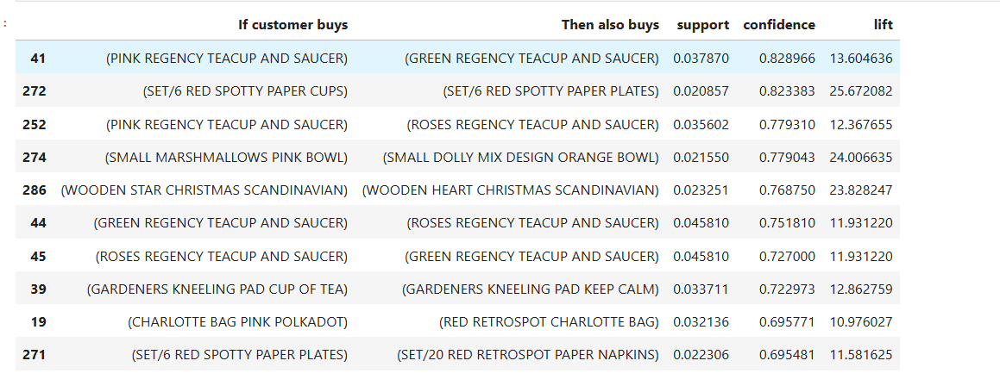 :
If customer buys Then also buys support confidence lift
41 (PINK REGENCY TEACUP AND SAUCER) (GREEN REGENCY TEACUP AND SAUCER) 0.037870 0.828966 13.604636
272 (SET/6 RED SPOTTY PAPER CUPS) (SET/6 RED SPOTTY PAPER PLATES) 0.020857 0.823383 25.672082
252 (PINK REGENCY TEACUP AND SAUCER) (ROSES REGENCY TEACUP AND SAUCER) 0.035602 0.779310 12.367655
274 (SMALL MARSHMALLOWS PINK BOWL) (SMALL DOLLY MIX DESIGN ORANGE BOWL) 0.021550 0.779043 24.006635
286 (WOODEN STAR CHRISTMAS SCANDINAVIAN) (WOODEN HEART CHRISTMAS SCANDINAVIAN) 0.023251 0.768750 23.828247
44 (GREEN REGENCY TEACUP AND SAUCER) (ROSES REGENCY TEACUP AND SAUCER) 0.045810 0.751810 11.931220
45 (ROSES REGENCY TEACUP AND SAUCER) (GREEN REGENCY TEACUP AND SAUCER) 0.045810 0.727000 11.931220
39 (GARDENERS KNEELING PAD CUP OF TEA) (GARDENERS KNEELING PAD KEEP CALM) 0.033711 0.722973 12.862759
19 (CHARLOTTE BAG PINK POLKADOT) (RED RETROSPOT CHARLOTTE BAG) 0.032136 0.695771 10.976027
271 (SET/6 RED SPOTTY PAPER PLATES) (SET/20 RED RETROSPOT PAPER NAPKINS) 0.022306 0.695481 11.581625